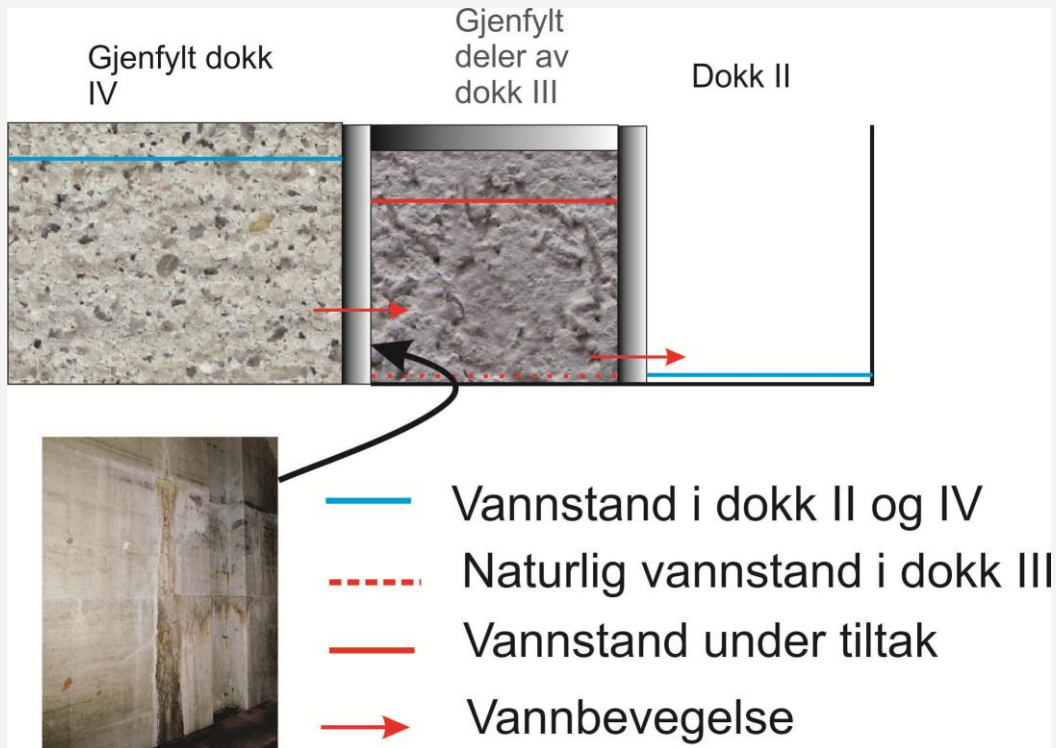 Gjenfylt dokk
IV
Gjenfylt
deler av
dokk III
Dokk II
Vannstand i dokk II og IV
Naturlig vannstand i dokk III
Vannstand under tiltak
Vannbevegelse